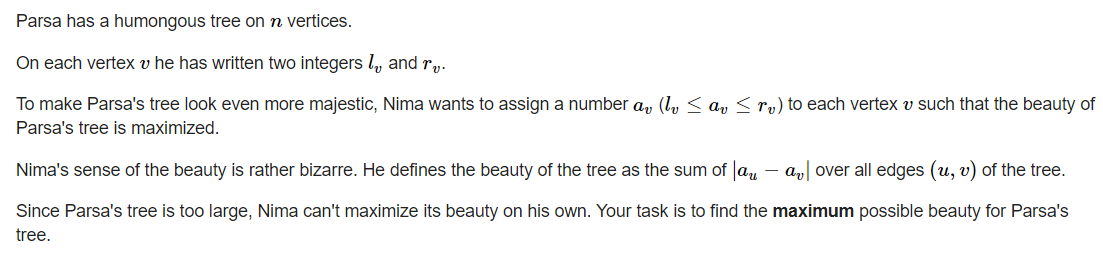 Parsa has a humongous tree on n vertices.
On each vertex v he has written two integers l_v and r_v.
To make Parsa's tree look even more majestic, Nima wants to assign a number a_v (l_v ≤ a_v ≤ r_v) to each vertex v such that the beauty of
Parsa's tree is maximized.
Nima's sense of the beauty is rather bizarre. He defines the beauty of the tree as the sum of |a_u − a_v| over all edges (u, v) of the tree.
Since Parsa's tree is too large, Nima can't maximize its beauty on his own. Your task is to find the maximum possible beauty for Parsa's
tree.